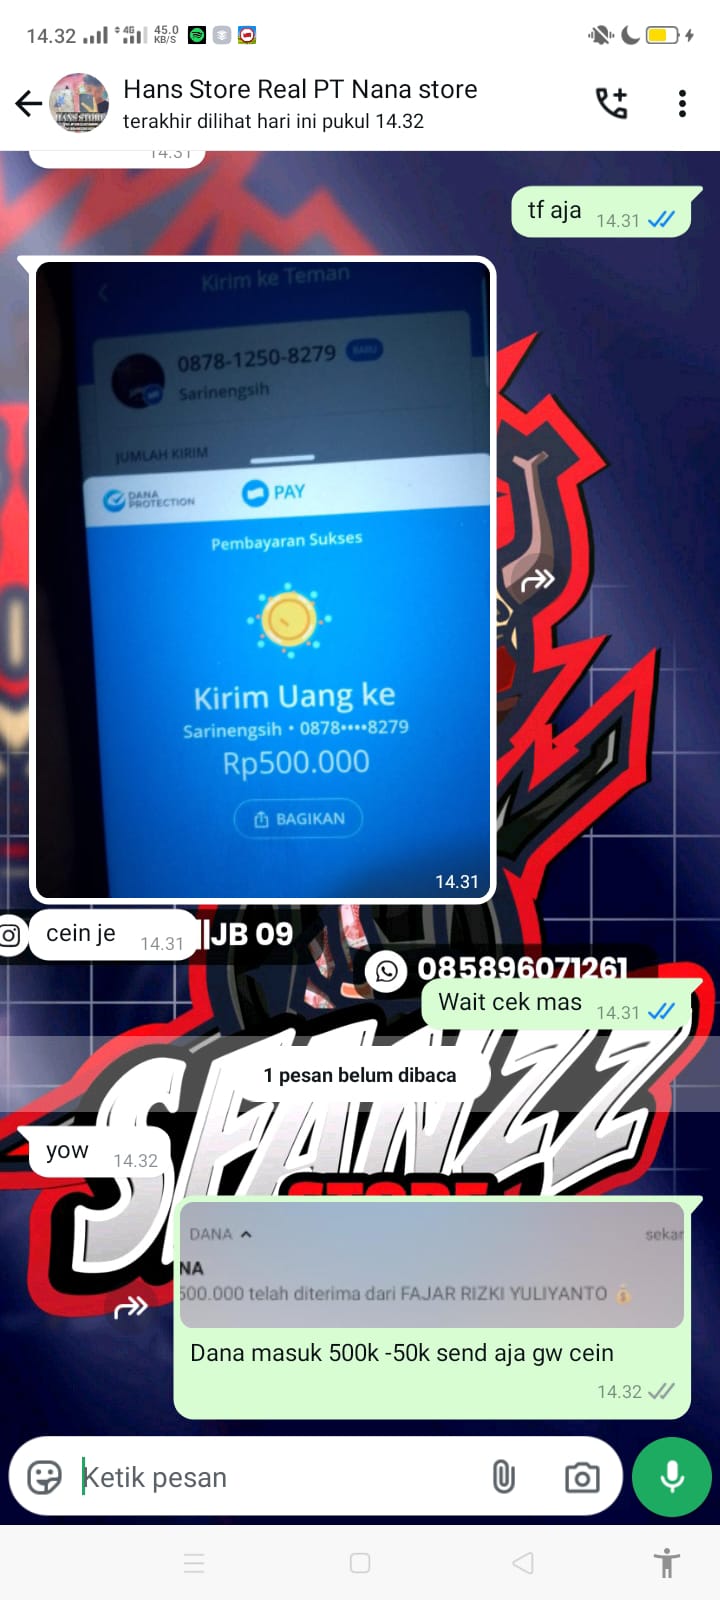 14.32
4G
45.0
KB/S
Hans Store Real PT Nana store
terakhir dilihat hari ini pukul 14.32
HANS STORE
14.31
tf aja 14.31
Kirim ke Teman
0878-1250-8279 BARU
Sarinengsih
JUMLAH KIRIM
DANA
PROTECTION
PAY
Pembayaran Sukses
Kirim Uang ke
Sarinengsih • 0878••••8279
Rp500.000
BAGIKAN
14.31
cein je 14.31
||JB 09
085896071261
Wait cek mas 14.31
1 pesan belum dibaca
SFANZZ
STORE
yow 14.32
DANA sekar
NA
500.000 telah diterima dari FAJAR RIZKI YULIYANTO
Dana masuk 500k -50k send aja gw cein
14.32
Ketik pesan